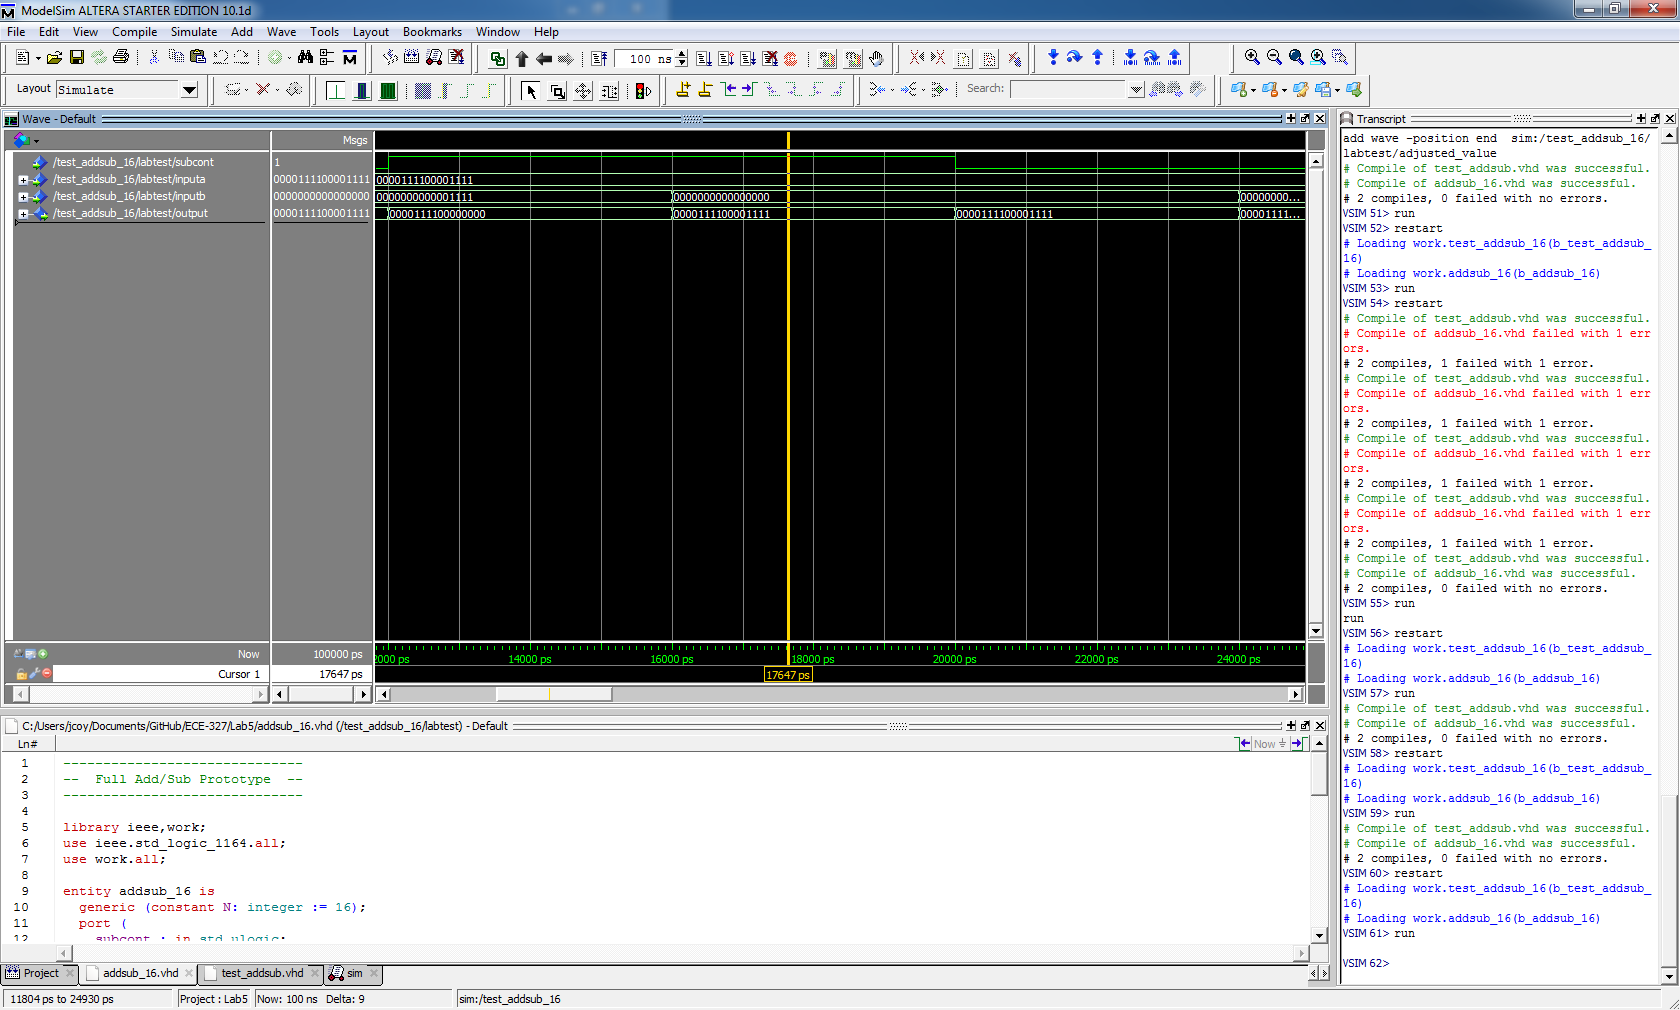 ModelSim ALTERA STARTER EDITION 10.1d
File Edit View Compile Simulate Add Wave Tools Layout Bookmarks Window Help
100 ns
Layout Simulate
Search:
Wave - Default
Msgs
/test_addsub_16/labtest/subcont 1
/test_addsub_16/labtest/inputa 0000111100001111 0000111100001111
/test_addsub_16/labtest/inputb 0000000000000000 0000000000001111 0000000000000000 00000000...
/test_addsub_16/labtest/output 0000111100001111 0000111100000000 0000111100001111 0000111100001111 00001111...
Now 100000 ps 2000 ps 14000 ps 16000 ps 18000 ps 20000 ps 22000 ps 24000 ps
Cursor 1 17647 ps 17647 ps
C:/Users/jcoy/Documents/GitHub/ECE-327/Lab5/addsub_16.vhd (/test_addsub_16/labtest) - Default
Ln# Now
1 ------------------------------
2 -- Full Add/Sub Prototype --
3 ------------------------------
4
5 library ieee,work;
6 use ieee.std_logic_1164.all;
7 use work.all;
8
9 entity addsub_16 is
10 generic (constant N: integer := 16);
11 port (
12 subcont : in std_ulogic;
Project addsub_16.vhd test_addsub.vhd sim
11804 ps to 24930 ps Project : Lab5 Now: 100 ns Delta: 9 sim:/test_addsub_16
Transcript
add wave -position end sim:/test_addsub_16/
labtest/adjusted_value
# Compile of test_addsub.vhd was successful.
# Compile of addsub_16.vhd was successful.
# 2 compiles, 0 failed with no errors.
VSIM 51> run
VSIM 52> restart
# Loading work.test_addsub_16(b_test_addsub_
16)
# Loading work.addsub_16(b_addsub_16)
VSIM 53> run
VSIM 54> restart
# Compile of test_addsub.vhd was successful.
# Compile of addsub_16.vhd failed with 1 err
ors.
# 2 compiles, 1 failed with 1 error.
# Compile of test_addsub.vhd was successful.
# Compile of addsub_16.vhd failed with 1 err
ors.
# 2 compiles, 1 failed with 1 error.
# Compile of test_addsub.vhd was successful.
# Compile of addsub_16.vhd failed with 1 err
ors.
# 2 compiles, 1 failed with 1 error.
# Compile of test_addsub.vhd was successful.
# Compile of addsub_16.vhd failed with 1 err
ors.
# 2 compiles, 1 failed with 1 error.
# Compile of test_addsub.vhd was successful.
# Compile of addsub_16.vhd was successful.
# 2 compiles, 0 failed with no errors.
VSIM 55> run
run
VSIM 56> restart
# Loading work.test_addsub_16(b_test_addsub_
16)
# Loading work.addsub_16(b_addsub_16)
VSIM 57> run
# Compile of test_addsub.vhd was successful.
# Compile of addsub_16.vhd was successful.
# 2 compiles, 0 failed with no errors.
VSIM 58> restart
# Loading work.test_addsub_16(b_test_addsub_
16)
# Loading work.addsub_16(b_addsub_16)
VSIM 59> run
# Compile of test_addsub.vhd was successful.
# Compile of addsub_16.vhd was successful.
# 2 compiles, 0 failed with no errors.
VSIM 60> restart
# Loading work.test_addsub_16(b_test_addsub_
16)
# Loading work.addsub_16(b_addsub_16)
VSIM 61> run
VSIM 62>